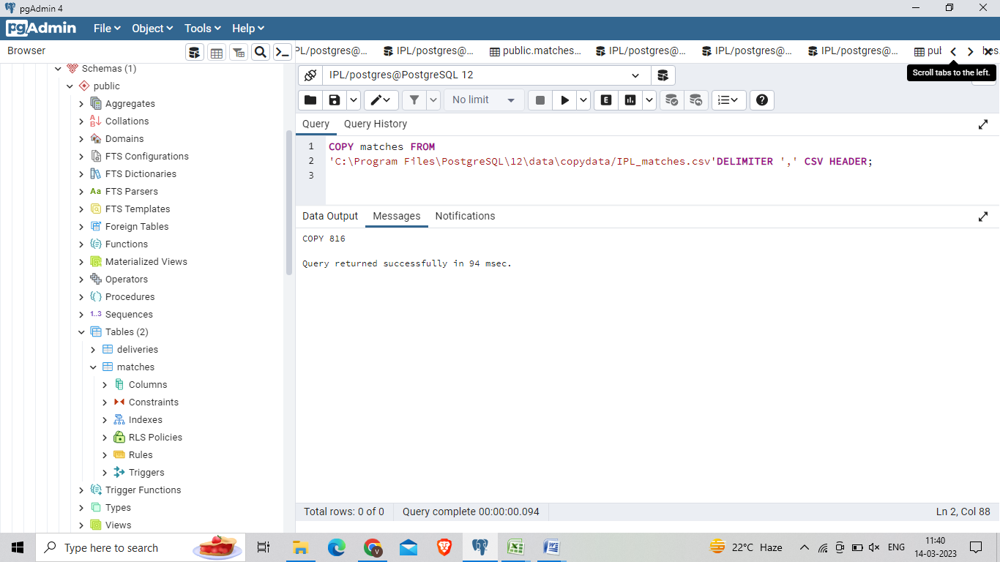 pgAdmin 4
pgAdmin File Object Tools Help
Browser
PL/postgres@... IPL/postgres@... public.matches... IPL/postgres@... IPL/postgres@... IPL/postgres@...
Scroll tabs to the left.
IPL/postgres@PostgreSQL 12
No limit
E
Query Query History
1 COPY matches FROM
2 'C:\Program Files\PostgreSQL\12\data\copydata/IPL_matches.csv'DELIMITER ',' CSV HEADER;
3
Data Output Messages Notifications
COPY 816
Query returned successfully in 94 msec.
Total rows: 0 of 0 Query complete 00:00:00.094 Ln 2, Col 88
Schemas (1)
public
Aggregates
Collations
Domains
FTS Configurations
FTS Dictionaries
Aa FTS Parsers
FTS Templates
Foreign Tables
Functions
Materialized Views
Operators
Procedures
1..3 Sequences
Tables (2)
deliveries
matches
Columns
Constraints
Indexes
RLS Policies
Rules
Triggers
Trigger Functions
Types
Views
Type here to search
22°C Haze
ENG
11:40
14-03-2023